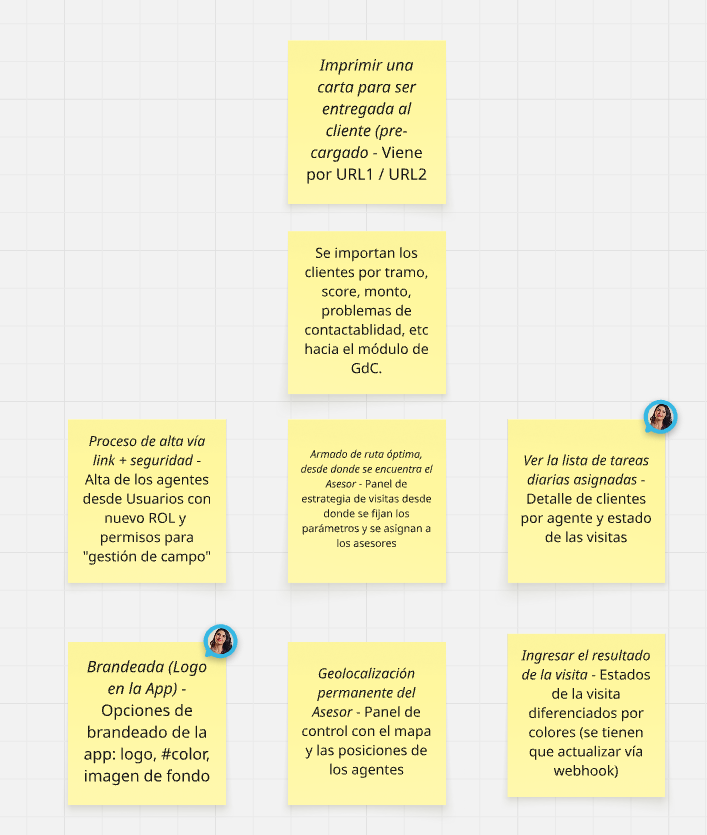 Imprimir una
carta para ser
entregada al
cliente (pre-
cargado - Viene
por URL1 / URL2
Se importan los
clientes por tramo,
score, monto,
problemas de
contactablidad, etc
hacia el módulo de
GdC.
Proceso de alta vía
link + seguridad -
Alta de los agentes
desde Usuarios con
nuevo ROL y
permisos para
"gestión de campo"
Armado de ruta óptima,
desde donde se encuentra el
Asesor - Panel de
estrategia de visitas desde
donde se fijan los
parámetros y se asignan a
los asesores
Ver la lista de tareas
diarias asignadas -
Detalle de clientes
por agente y estado
de las visitas
Brandeada (Logo
en la App) -
Opciones de
brandeado de la
app: logo, #color,
imagen de fondo
Geolocalización
permanente del
Asesor - Panel de
control con el mapa
y las posiciones de
los agentes
Ingresar el resultado
de la visita - Estados
de la visita
diferenciados por
colores (se tienen
que actualizar vía
webhook)